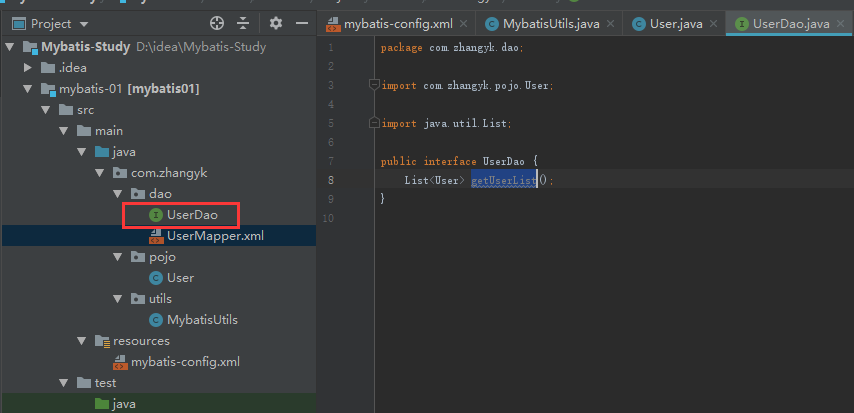 Project
Mybatis-Study D:\idea\Mybatis-Study
.idea
mybatis-01 [mybatis01]
src
main
java
com.zhangyk
dao
UserDao
UserMapper.xml
pojo
User
utils
MybatisUtils
resources
mybatis-config.xml
test
java
mybatis-config.xml MybatisUtils.java User.java UserDao.java
1 package com.zhangyk.dao;
2
3 import com.zhangyk.pojo.User;
4
5 import java.util.List;
6
7 public interface UserDao {
8 List<User> getUserList();
9 }
10